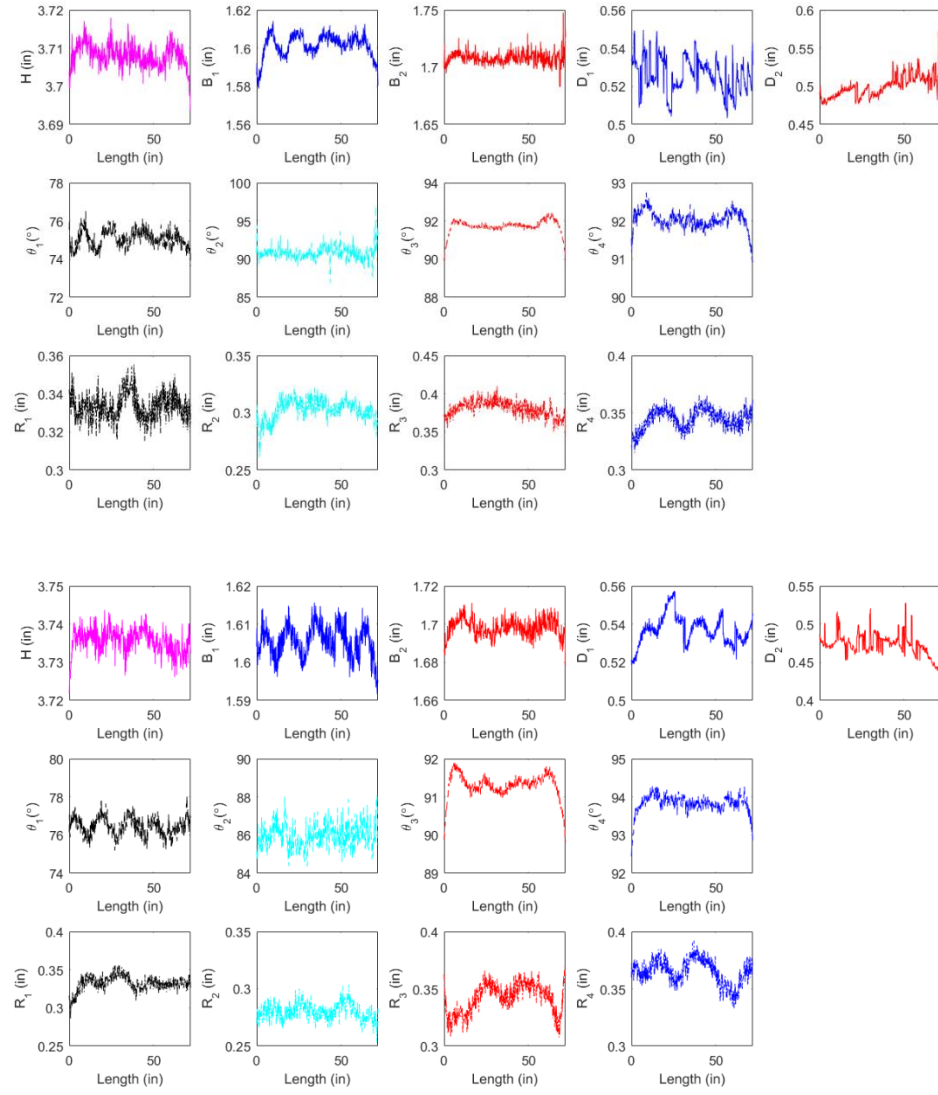 3.72 1.62 1.75 0.56 0.6
3.71 1.6 1.7 0.54 0.55
3.7 1.58 0.52 0.5
3.69 1.56 1.65 0.5 0.45
H (in) B1 (in) B2 (in) D1 (in) D2 (in)
0 50 0 50 0 50 0 50 0 50
Length (in) Length (in) Length (in) Length (in) Length (in)
78 100 94 93
76 95 92 92
74 90 90 91
72 85 88 90
θ1(°) θ2(°) θ3(°) θ4(°)
0 50 0 50 0 50 0 50
Length (in) Length (in) Length (in) Length (in)
0.36 0.35 0.45 0.4
0.34 0.3 0.4 0.35
0.32 0.35
0.3 0.25 0.3 0.3
R1 (in) R2 (in) R3 (in) R4 (in)
0 50 0 50 0 50 0 50
Length (in) Length (in) Length (in) Length (in)
3.75 1.62 1.72 0.56 0.55
3.74 1.61 1.7 0.54 0.5
3.73 1.6 1.68 0.52 0.45
3.72 1.59 1.66 0.5 0.4
H (in) B1 (in) B2 (in) D1 (in) D2 (in)
0 50 0 50 0 50 0 50 0 50
Length (in) Length (in) Length (in) Length (in) Length (in)
80 90 92 95
78 88 91 94
76 86 90 93
74 84 89 92
θ1(°) θ2(°) θ3(°) θ4(°)
0 50 0 50 0 50 0 50
Length (in) Length (in) Length (in) Length (in)
0.4 0.35 0.4 0.4
0.35 0.3 0.35 0.35
0.3
0.25 0.25 0.3 0.3
R1 (in) R2 (in) R3 (in) R4 (in)
0 50 0 50 0 50 0 50
Length (in) Length (in) Length (in) Length (in)